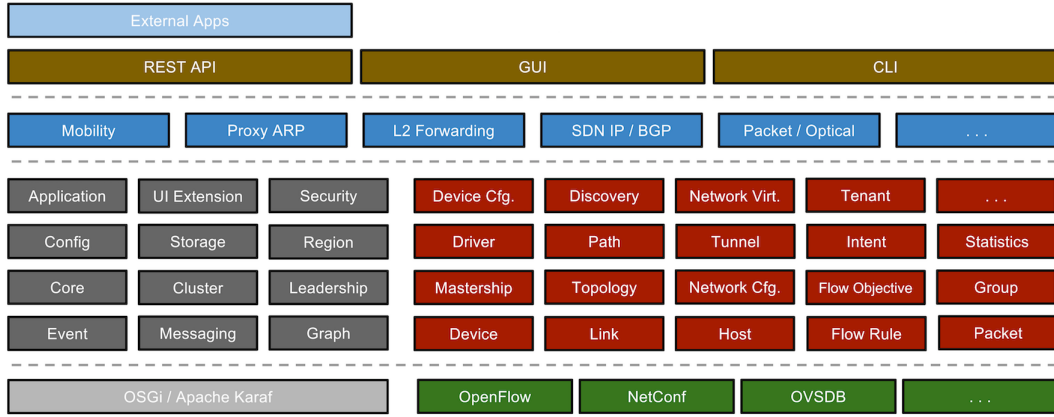 External Apps
REST API GUI CLI
Mobility Proxy ARP L2 Forwarding SDN IP / BGP Packet / Optical . . .
Application UI Extension Security Device Cfg. Discovery Network Virt. Tenant . . .
Config Storage Region Driver Path Tunnel Intent Statistics
Core Cluster Leadership Mastership Topology Network Cfg. Flow Objective Group
Event Messaging Graph Device Link Host Flow Rule Packet
OSGi / Apache Karaf OpenFlow NetConf OVSDB . . .